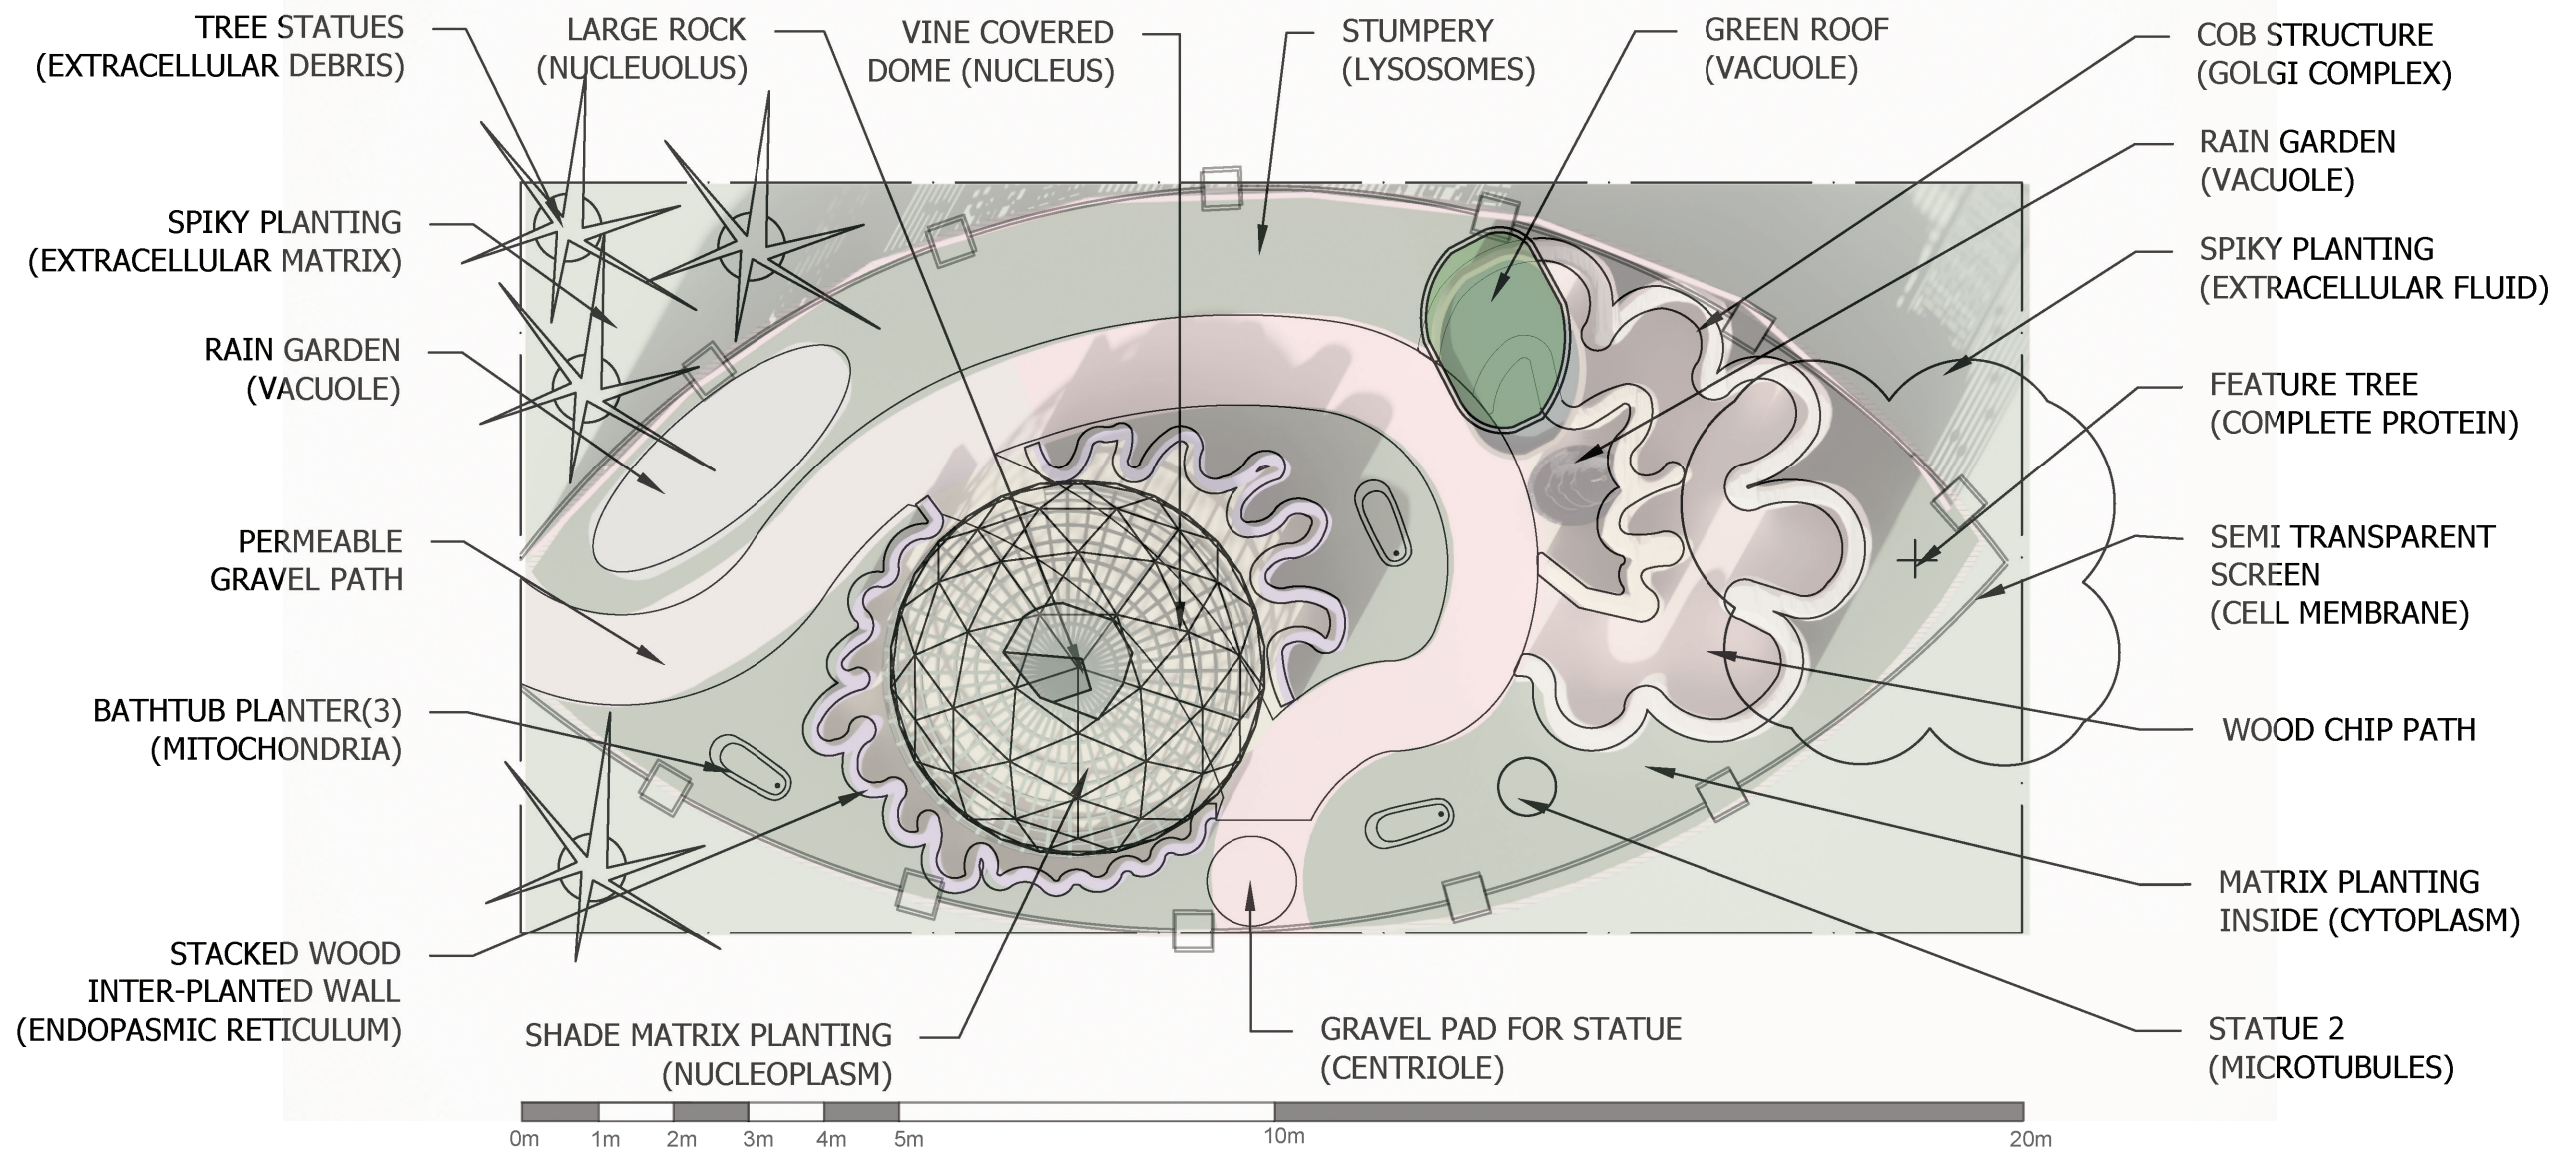 TREE STATUES
(EXTRACELLULAR DEBRIS)
LARGE ROCK
(NUCLEUOLUS)
VINE COVERED
DOME (NUCLEUS)
STUMPERY
(LYSOSOMES)
GREEN ROOF
(VACUOLE)
COB STRUCTURE
(GOLGI COMPLEX)
RAIN GARDEN
(VACUOLE)
SPIKY PLANTING
(EXTRACELLULAR FLUID)
FEATURE TREE
(COMPLETE PROTEIN)
SEMI TRANSPARENT
SCREEN
(CELL MEMBRANE)
WOOD CHIP PATH
MATRIX PLANTING
INSIDE (CYTOPLASM)
STATUE 2
(MICROTUBULES)
SPIKY PLANTING
(EXTRACELLULAR MATRIX)
RAIN GARDEN
(VACUOLE)
PERMEABLE
GRAVEL PATH
BATHTUB PLANTER(3)
(MITOCHONDRIA)
STACKED WOOD
INTER-PLANTED WALL
(ENDOPASMIC RETICULUM)
SHADE MATRIX PLANTING
(NUCLEOPLASM)
GRAVEL PAD FOR STATUE
(CENTRIOLE)
0m 1m 2m 3m 4m 5m 10m 20m